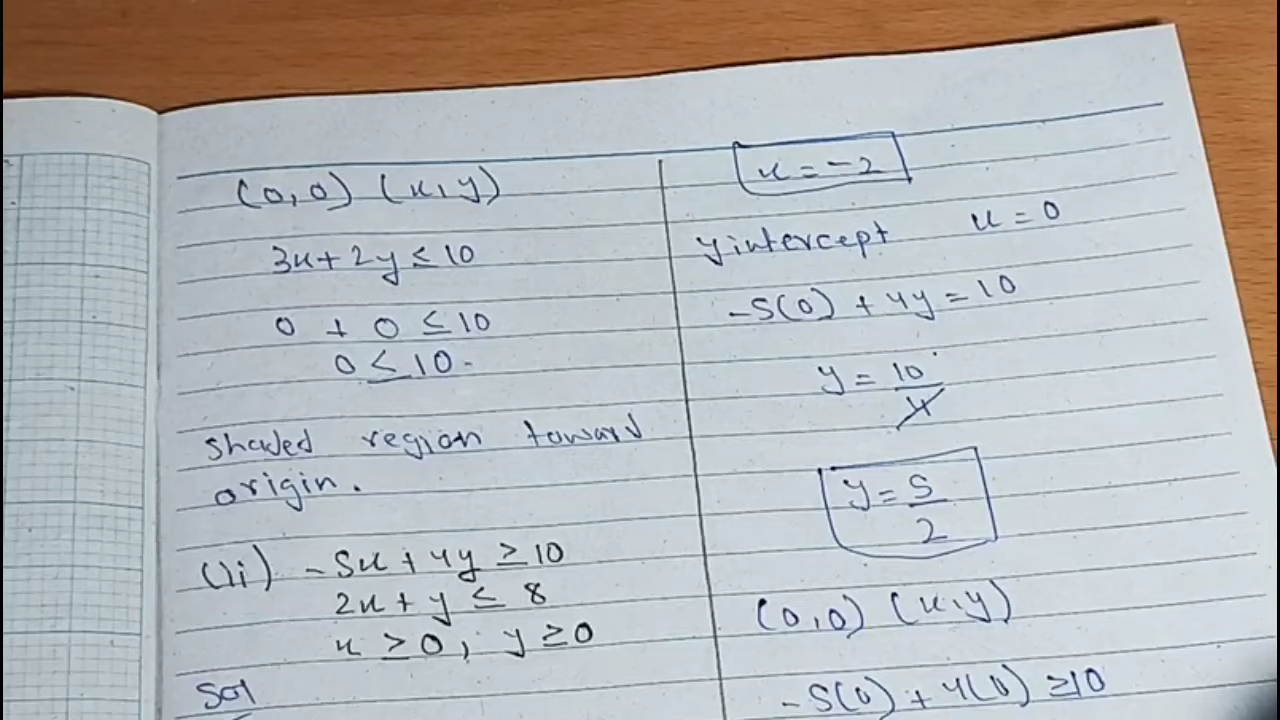 (0,0) (x,y)
3x+2y ≤ 10
0 + 0 ≤ 10
0 ≤ 10.
shaded region toward
origin.
(ii) -5x+4y ≥ 10
2x+y ≤ 8
x ≥ 0, y ≥ 0
Sol
x = -2
y intercept x = 0
-5(0) + 4y = 10
y = 10/4
y = 5/2
(0,0) (x,y)
-5(0) + 4(0) ≥ 10